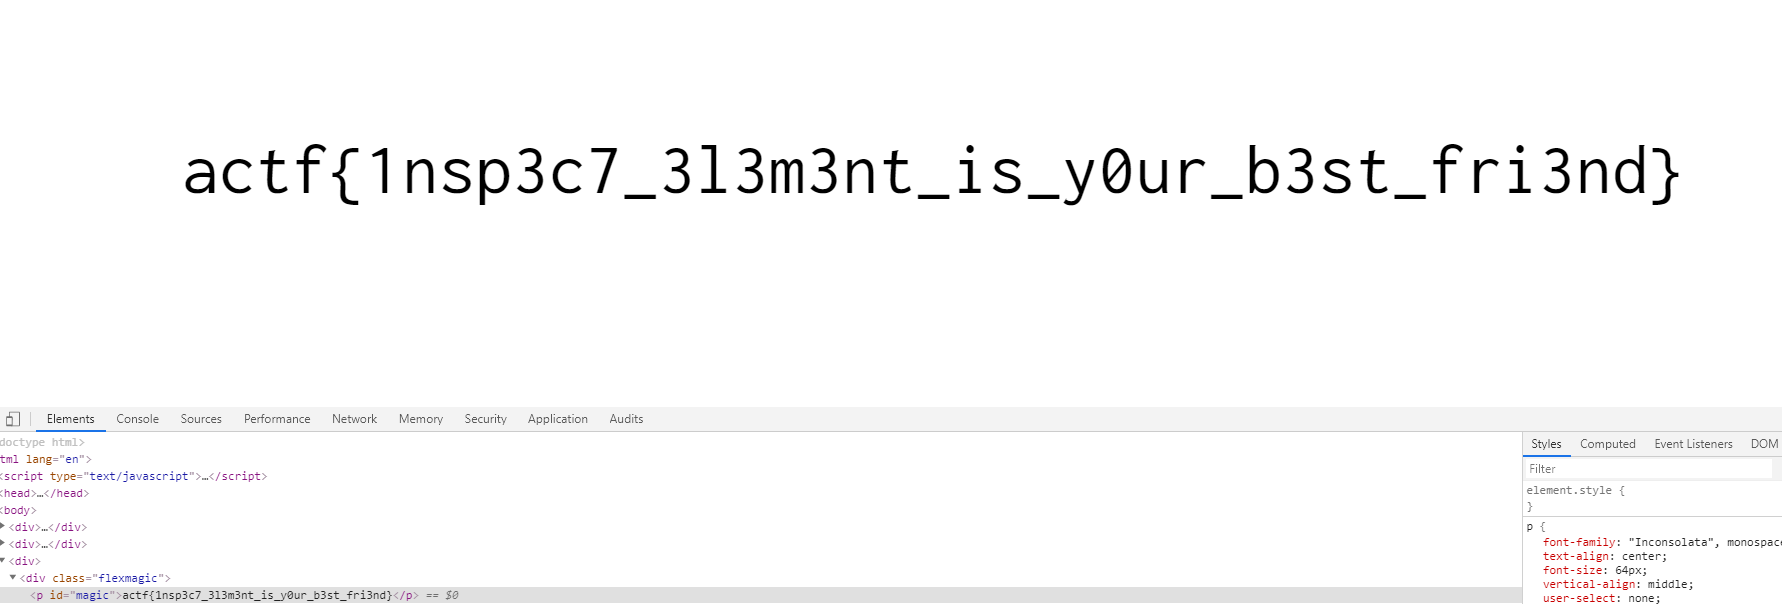 actf{1nsp3c7_3l3m3nt_is_y0ur_b3st_fri3nd}
Elements Console Sources Performance Network Memory Security Application Audits
doctype html>
tml lang="en">
<script type="text/javascript">…</script>
<head>…</head>
<body>
<div>…</div>
<div>…</div>
<div>
<div class="flexmagic">
<p id="magic">actf{1nsp3c7_3l3m3nt_is_y0ur_b3st_fri3nd}</p> == $0
Styles Computed Event Listeners DOM
Filter
element.style {
}
p {
font-family: "Inconsolata", monospac
text-align: center;
font-size: 64px;
vertical-align: middle;
user-select: none;